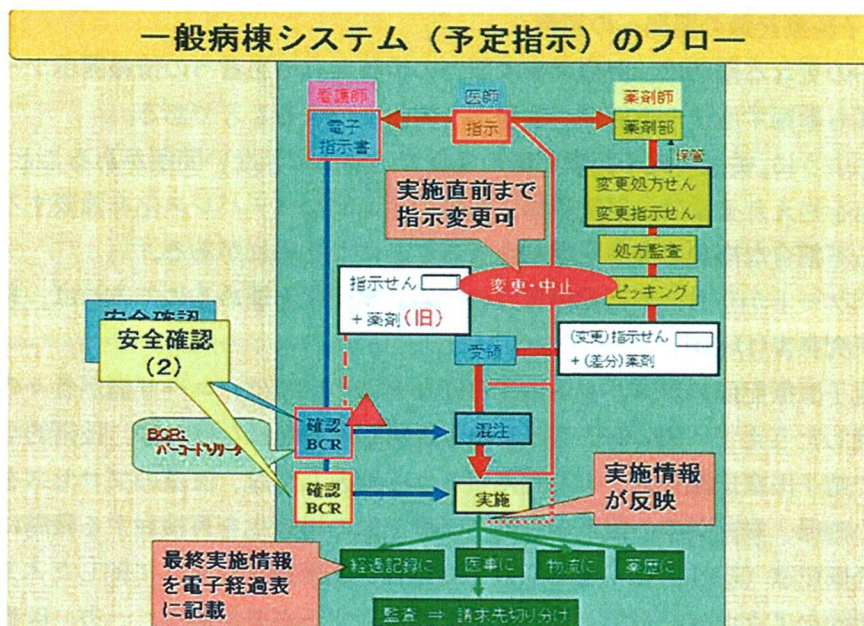 一般病棟システム（予定指示）のフロー
看護師
医師
薬剤師
電子
指示書
指示
薬剤部
保管
実施直前まで
指示変更可
変更処方せん
変更指示せん
処方監査
ピッキング
変更・中止
指示せん
+ 薬剤(旧)
(変更)指示せん
+ (差分)薬剤
安全確認
安全確認
(2)
受領
BCR:
バーコードリーダ
確認
BCR
混注
確認
BCR
実施
実施情報
が反映
最終実施情報
を電子経過表
に記載
経過記録に
医事に
物流に
薬歴に
監査 ⇒ 請求先切り分け